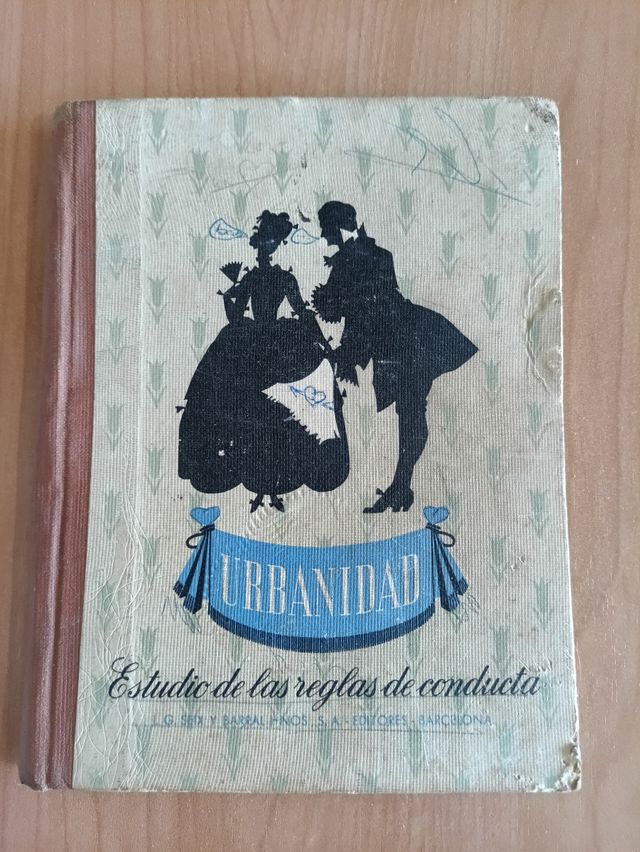 URBANIDAD
Estudio de las reglas de conducta
I. G. SEIX Y BARRAL HNOS. S. A. - EDITORES - BARCELONA